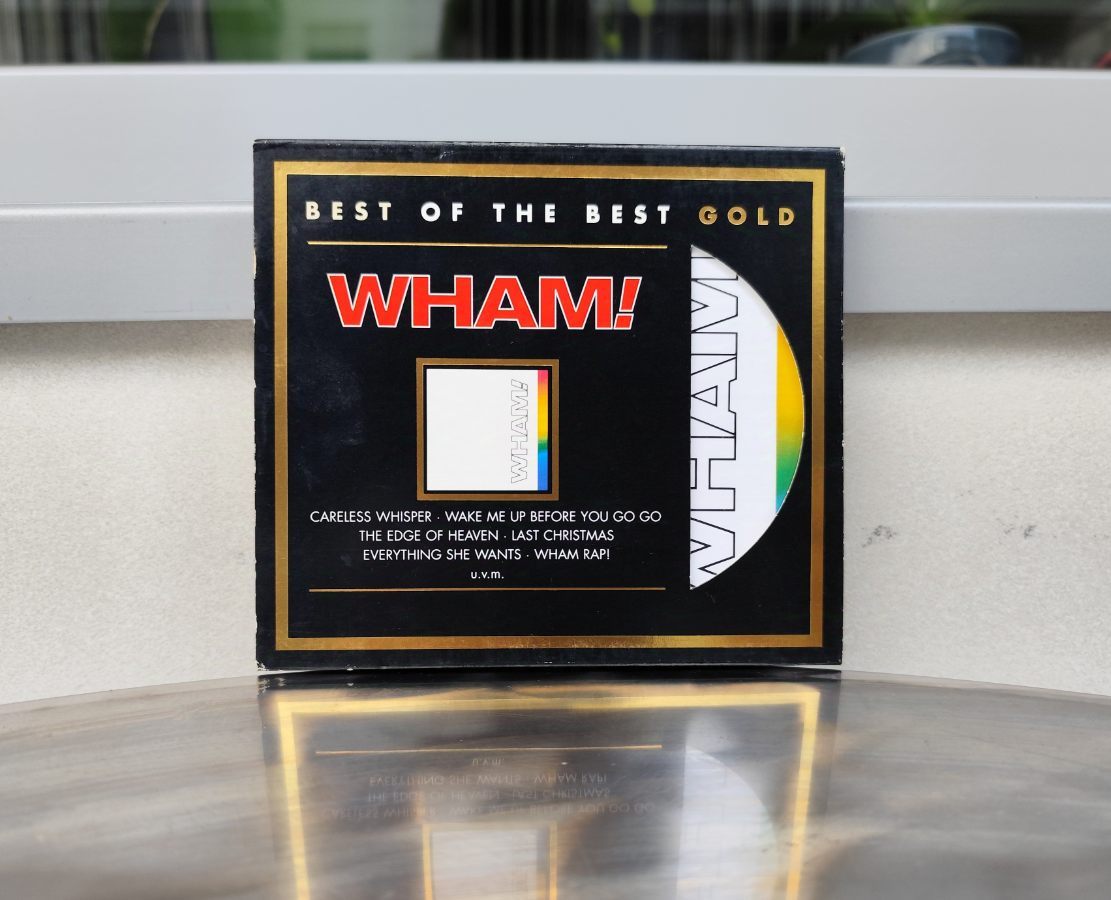 BEST OF THE BEST GOLD
WHAM!
WHAM!
WHAM!
CARELESS WHISPER · WAKE ME UP BEFORE YOU GO GO
THE EDGE OF HEAVEN · LAST CHRISTMAS
EVERYTHING SHE WANTS · WHAM RAP!
u.v.m.